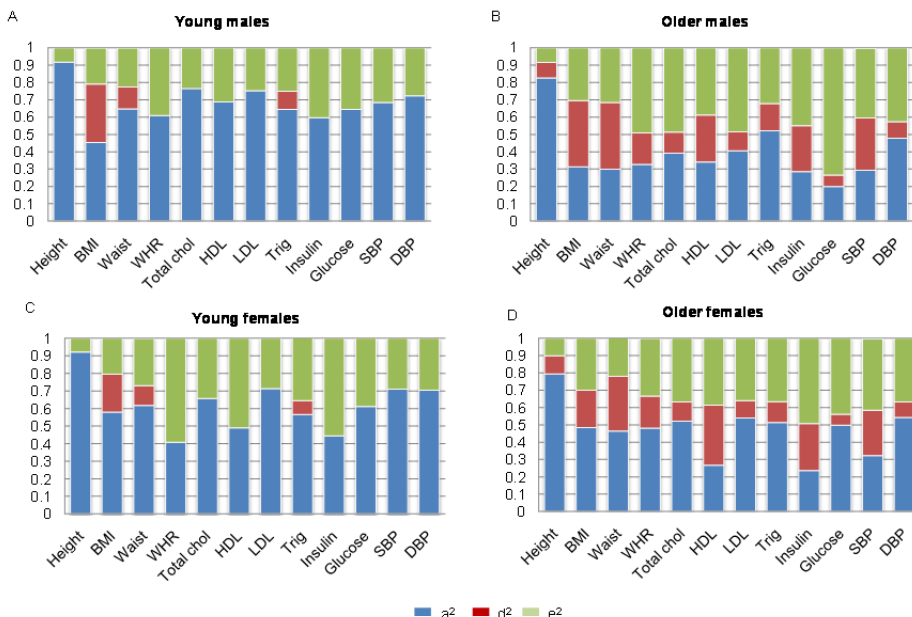 A
Young males
1
0.9
0.8
0.7
0.6
0.5
0.4
0.3
0.2
0.1
0
Height
BMI
Waist
WHR
Total chol
HDL
LDL
Trig
Insulin
Glucose
SBP
DBP
B
Older males
1
0.9
0.8
0.7
0.6
0.5
0.4
0.3
0.2
0.1
0
Height
BMI
Waist
WHR
Total chol
HDL
LDL
Trig
Insulin
Glucose
SBP
DBP
C
Young females
1
0.9
0.8
0.7
0.6
0.5
0.4
0.3
0.2
0.1
0
Height
BMI
Waist
WHR
Total chol
HDL
LDL
Trig
Insulin
Glucose
SBP
DBP
D
Older females
1
0.9
0.8
0.7
0.6
0.5
0.4
0.3
0.2
0.1
0
Height
BMI
Waist
WHR
Total chol
HDL
LDL
Trig
Insulin
Glucose
SBP
DBP
a² d² e²